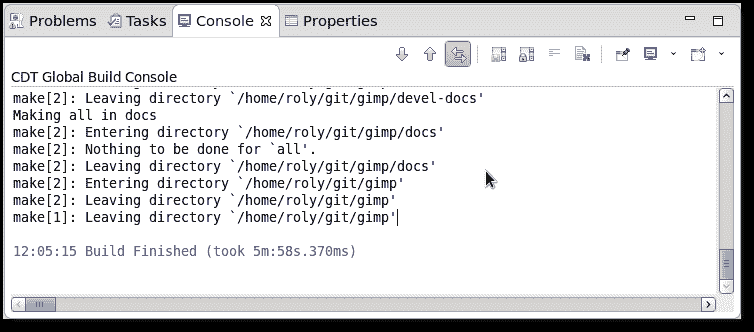 Problems Tasks Console Properties
CDT Global Build Console
make[2]: Leaving directory `/home/roly/git/gimp/devel-docs'
Making all in docs
make[2]: Entering directory `/home/roly/git/gimp/docs'
make[2]: Nothing to be done for `all'.
make[2]: Leaving directory `/home/roly/git/gimp/docs'
make[2]: Entering directory `/home/roly/git/gimp'
make[2]: Leaving directory `/home/roly/git/gimp'
make[1]: Leaving directory `/home/roly/git/gimp'
12:05:15 Build Finished (took 5m:58s.370ms)